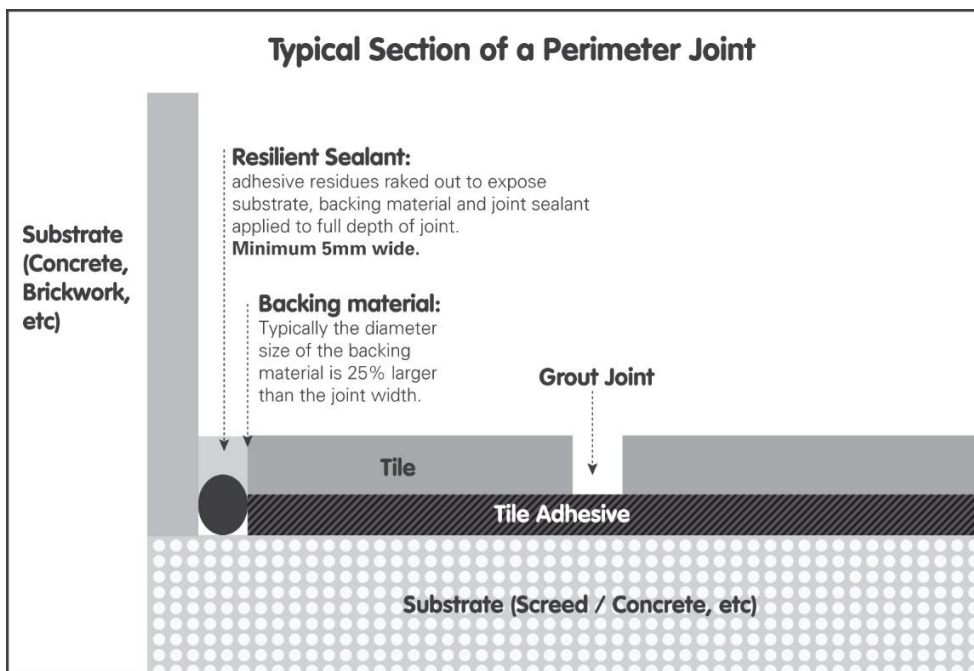 Typical Section of a Perimeter Joint
Resilient Sealant:
adhesive residues raked out to expose
substrate, backing material and joint sealant
applied to full depth of joint.
Minimum 5mm wide.
Substrate
(Concrete,
Brickwork,
etc)
Backing material:
Typically the diameter
size of the backing
material is 25% larger
than the joint width.
Grout Joint
Tile
Tile Adhesive
Substrate (Screed / Concrete, etc)